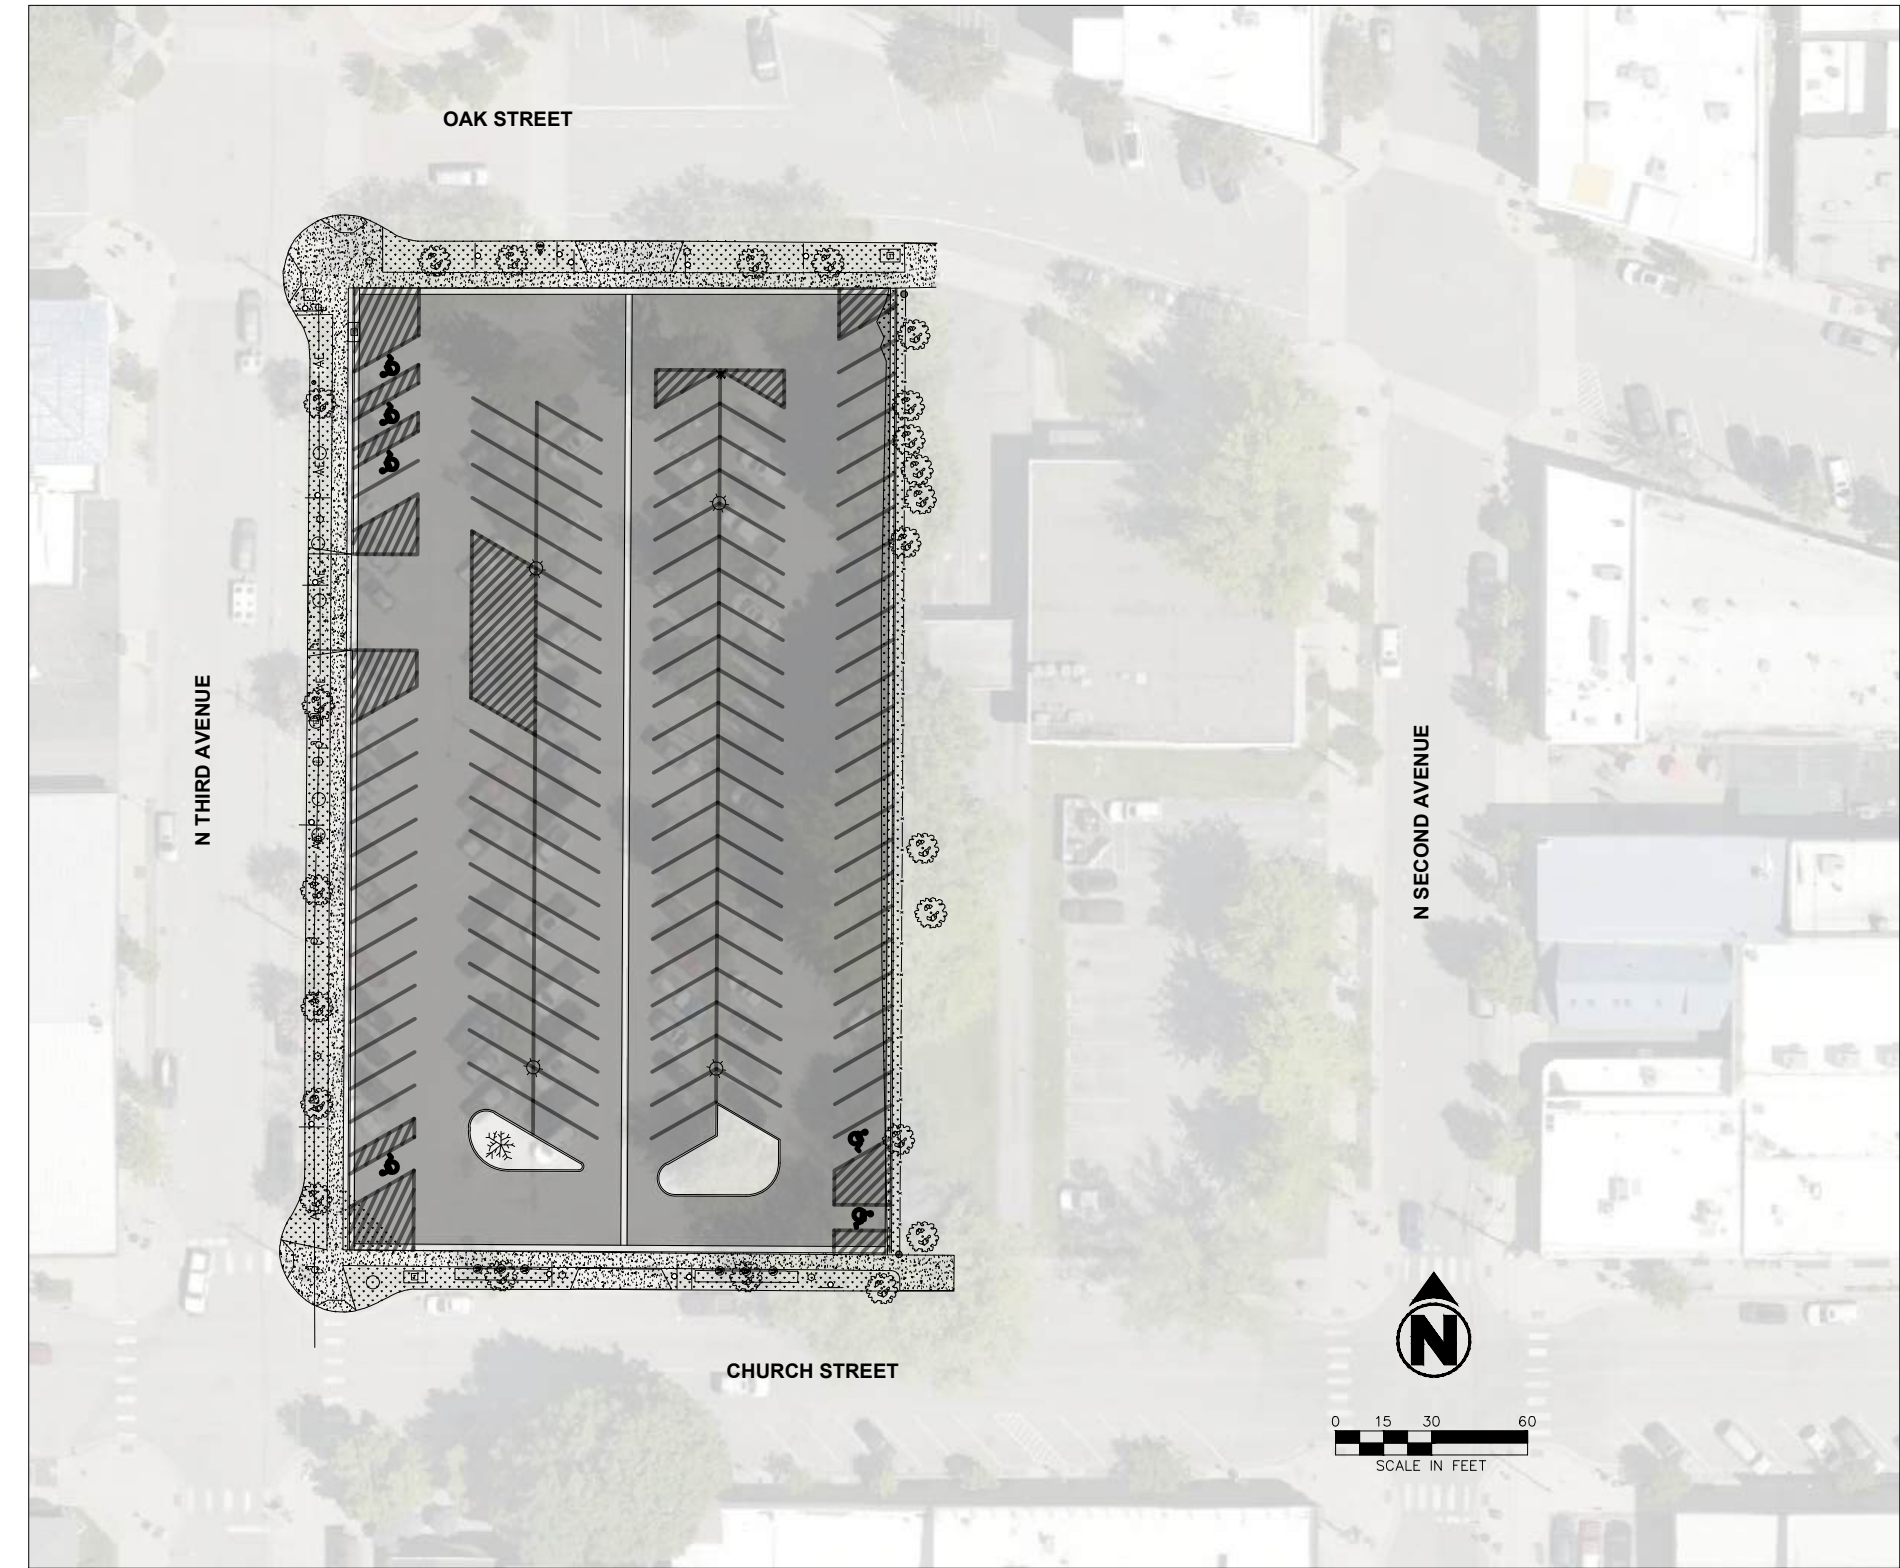 OAK STREET
N THIRD AVENUE
N SECOND AVENUE
CHURCH STREET
N
0 15 30 60
SCALE IN FEET